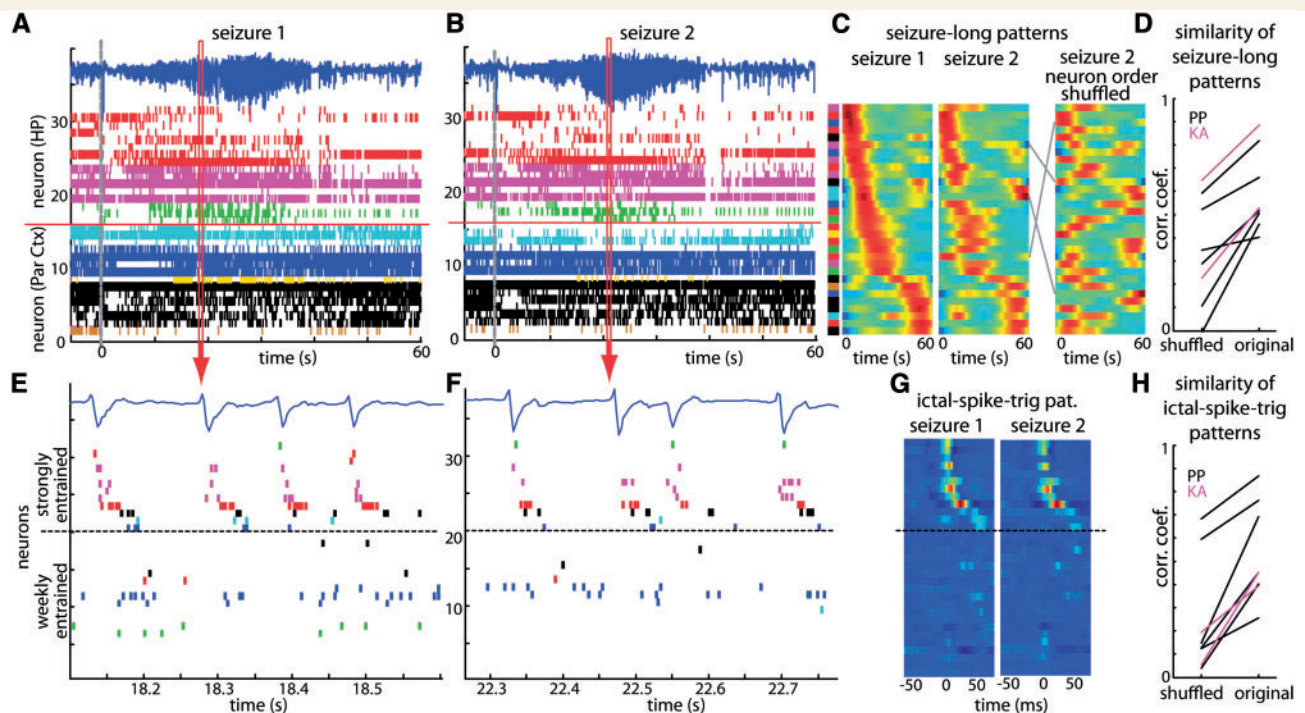 A
seizure 1
neuron (HP)
30
20
neuron (Par Ctx)
10
0
0
60
time (s)
B
seizure 2
30
20
10
0
0
60
time (s)
C
seizure-long patterns
seizure 1
seizure 2
seizure 2
neuron order
shuffled
0
60
0
60
0
60
time (s)
time (s)
time (s)
D
similarity of
seizure-long
patterns
1
PP
KA
corr. coef.
0
shuffled
original
E
neurons
strongly
entrained
weekly
entrained
18.2
18.3
18.4
18.5
time (s)
F
30
20
10
22.3
22.4
22.5
22.6
22.7
time (s)
G
ictal-spike-trig pat.
seizure 1
seizure 2
-50
0
50
-50
0
50
time (ms)
H
similarity of
ictal-spike-trig
patterns
1
PP
KA
corr. coef.
0
shuffled
original